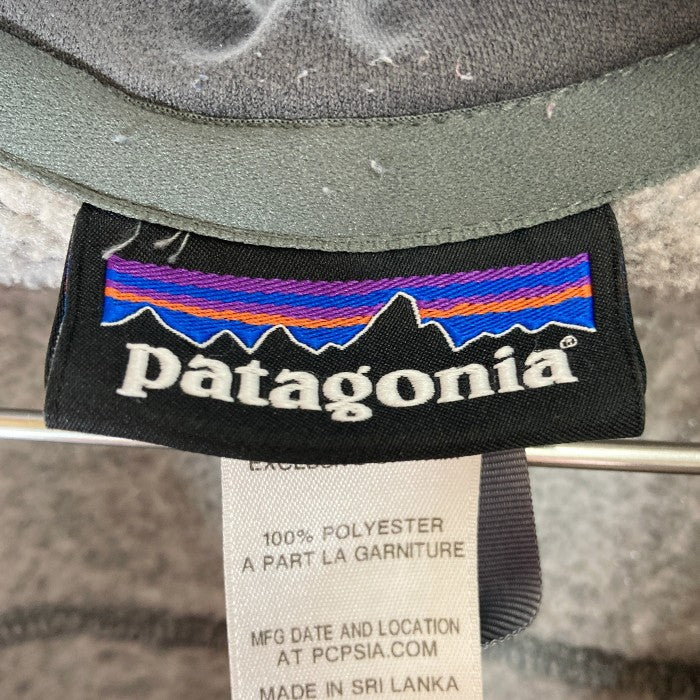 patagonia®
100% POLYESTER
A PART LA GARNITURE
MFG DATE AND LOCATION
AT PCPSIA.COM
MADE IN SRI LANKA